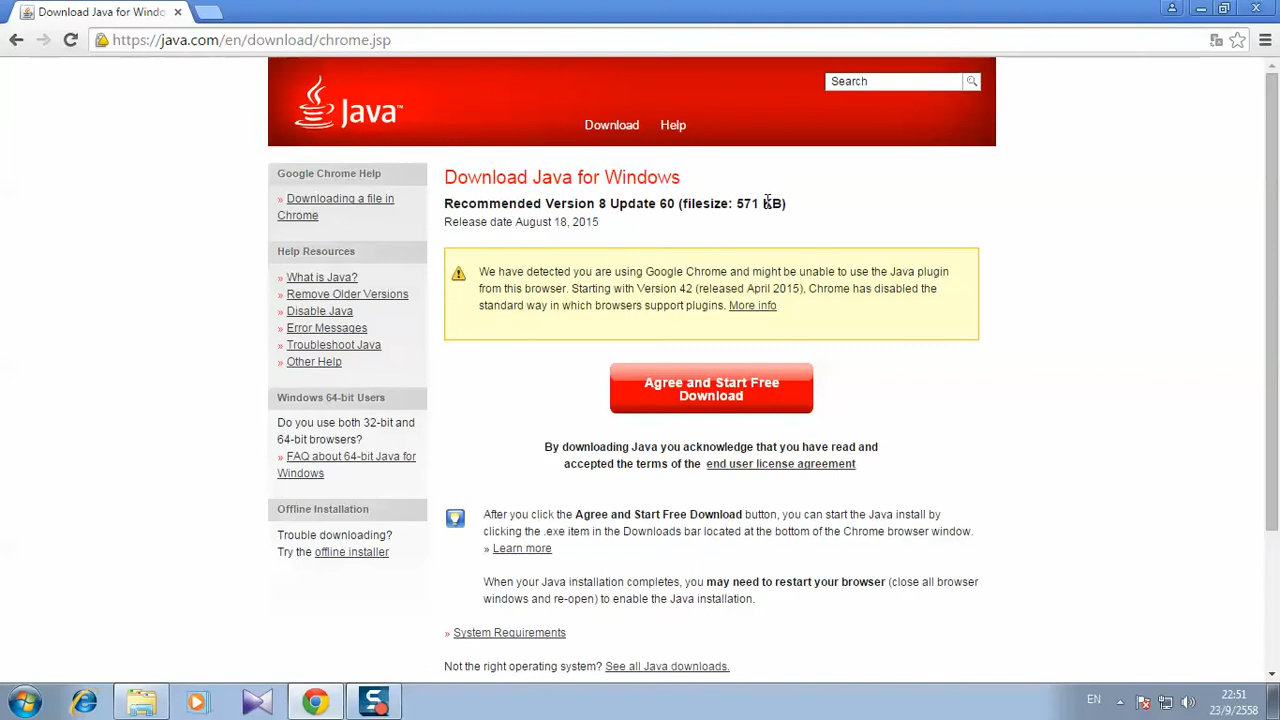 Download Java for Windo
https://java.com/en/download/chrome.jsp
Java™
Search
Download Help
Google Chrome Help
» Downloading a file in
Chrome
Help Resources
» What is Java?
» Remove Older Versions
» Disable Java
» Error Messages
» Troubleshoot Java
» Other Help
Windows 64-bit Users
Do you use both 32-bit and
64-bit browsers?
» FAQ about 64-bit Java for
Windows
Offline Installation
Trouble downloading?
Try the offline installer
Download Java for Windows
Recommended Version 8 Update 60 (filesize: 571 KB)
Release date August 18, 2015
We have detected you are using Google Chrome and might be unable to use the Java plugin
from this browser. Starting with Version 42 (released April 2015), Chrome has disabled the
standard way in which browsers support plugins. More info
Agree and Start Free
Download
By downloading Java you acknowledge that you have read and
accepted the terms of the end user license agreement
After you click the Agree and Start Free Download button, you can start the Java install by
clicking the .exe item in the Downloads bar located at the bottom of the Chrome browser window.
» Learn more
When your Java installation completes, you may need to restart your browser (close all browser
windows and re-open) to enable the Java installation.
» System Requirements
Not the right operating system? See all Java downloads.
EN
22:51
23/9/2558